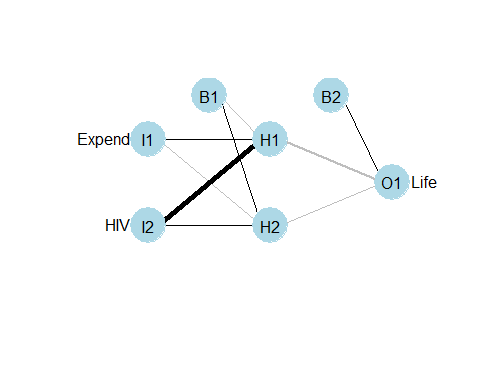 B1 B2
Expend I1 H1
O1 Life
HIV I2 H2